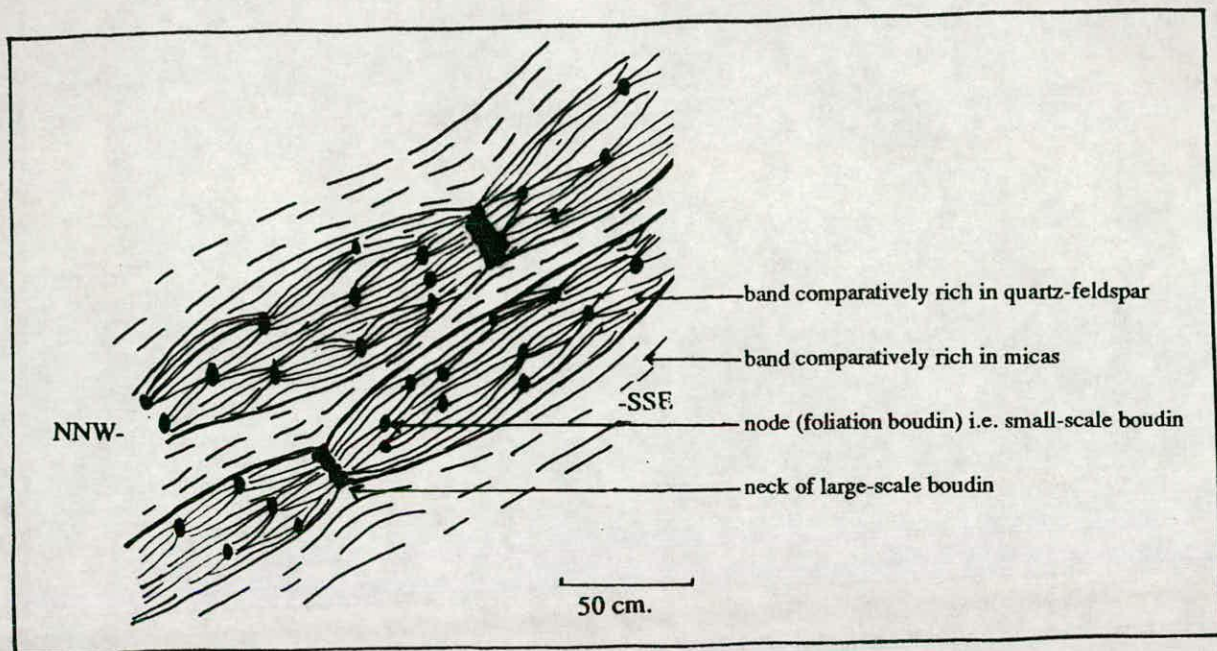 band comparatively rich in quartz-feldspar
band comparatively rich in micas
-SSE
NNW-
node (foliation boudin) i.e. small-scale boudin
neck of large-scale boudin
50 cm.